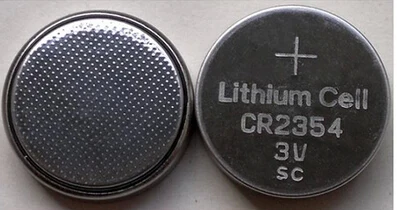 +
Lithium Cell
CR2354
3V
SC